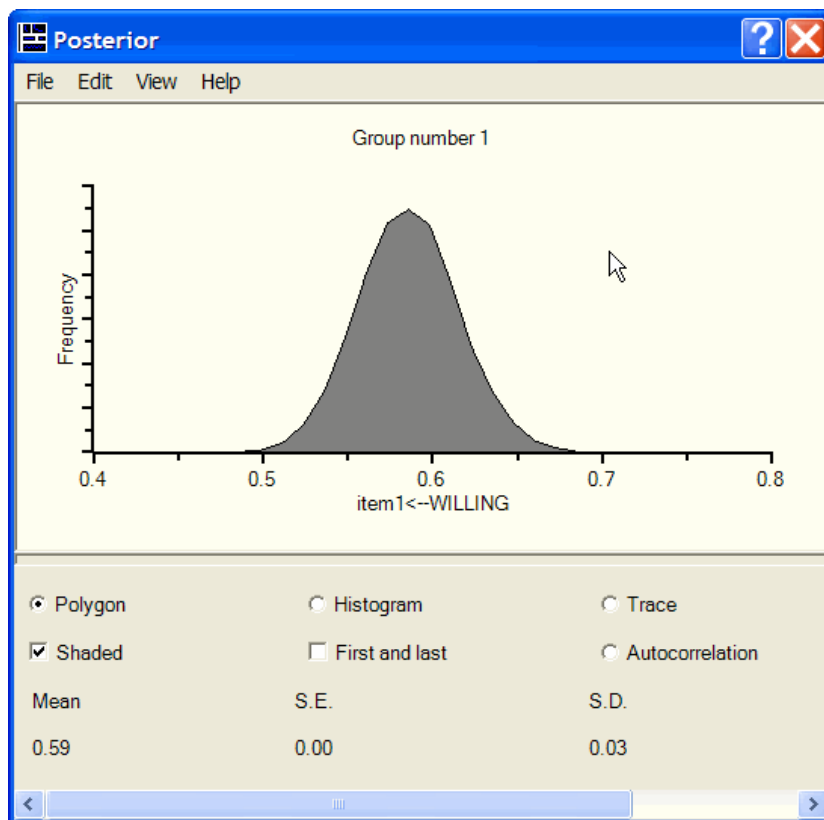 Posterior
File Edit View Help
Group number 1
Frequency
0.4 0.5 0.6 0.7 0.8
item1<--WILLING
Polygon Histogram Trace
Shaded First and last Autocorrelation
Mean S.E. S.D.
0.59 0.00 0.03